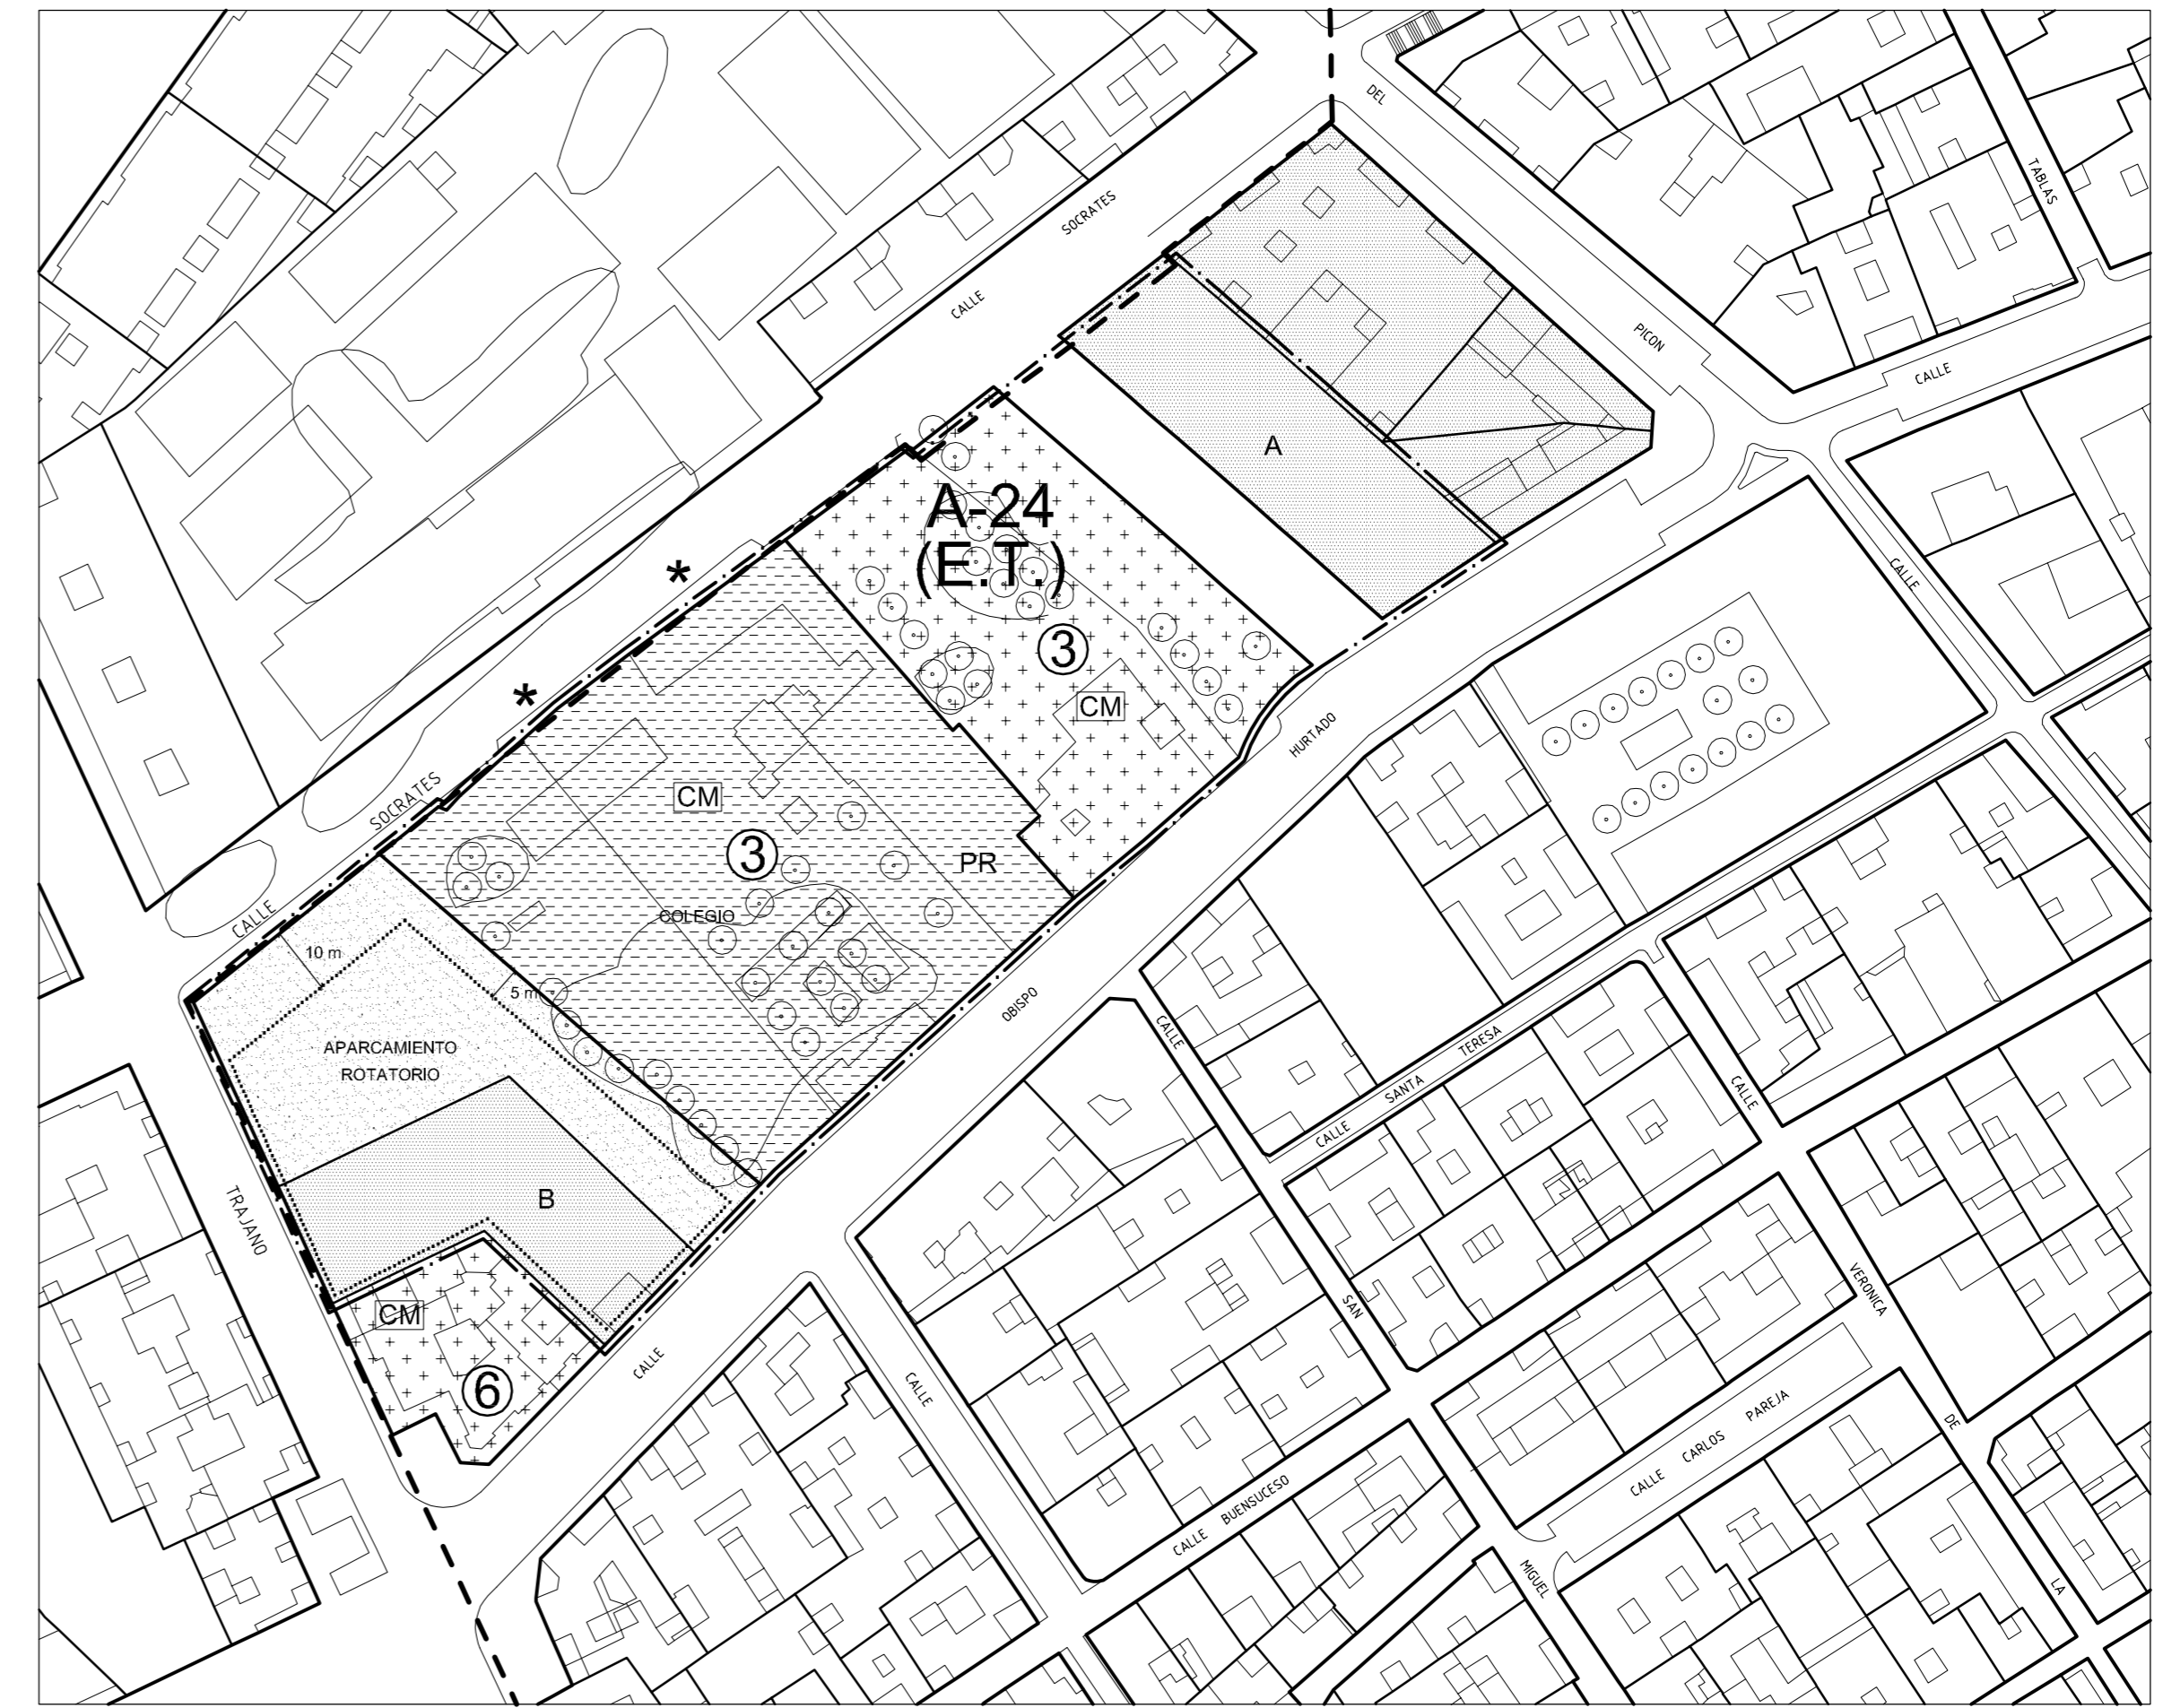 DEL
TABLAS
SOCRATES
CALLE
PICON
CALLE
A
A-24
(E.T.)
CALLE
*
3
*
CM
HURTADO
SOCRATES
CM
3
PR
COLEGIO
CALLE
10 m
5 m
OBISPO
CALLE
TERESA
APARCAMIENTO
ROTATORIO
SANTA
CALLE
CALLE
B
TRAJANO
VERONICA
SAN
CM
CALLE
6
CALLE
PAREJA
DE
CARLOS
CALLE
BUENSUCESO
CALLE
MIGUEL
LA